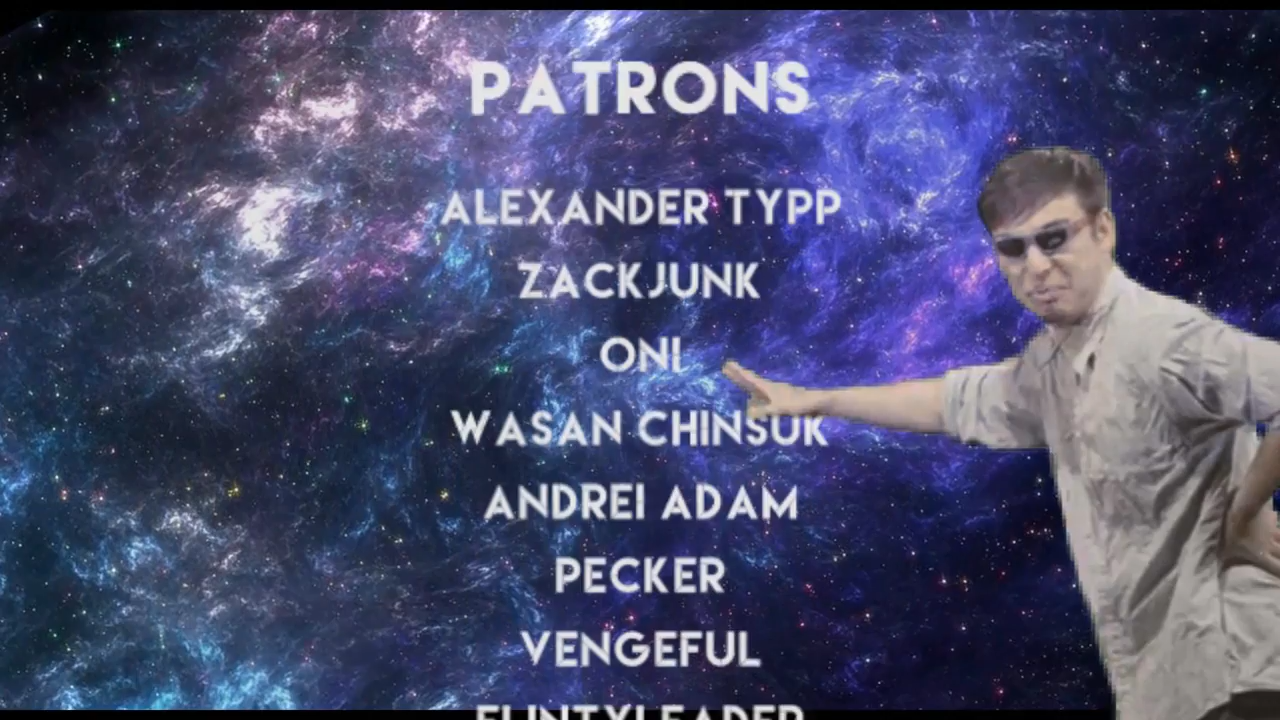 PATRONS
ALEXANDER TYPP
ZACKJUNK
ONI
WASAN CHINSUK
ANDREI ADAM
PECKER
VENGEFUL